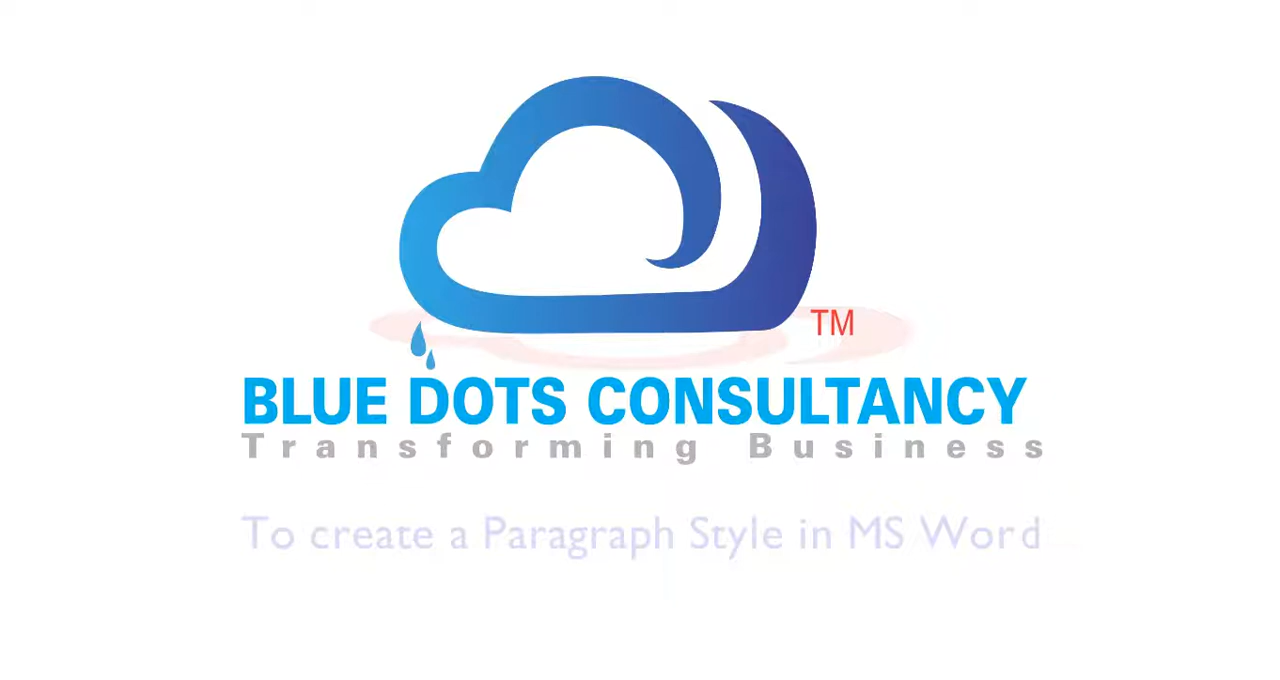 TM
BLUE DOTS CONSULTANCY
Transforming Business
To create a Paragraph Style in MS Word